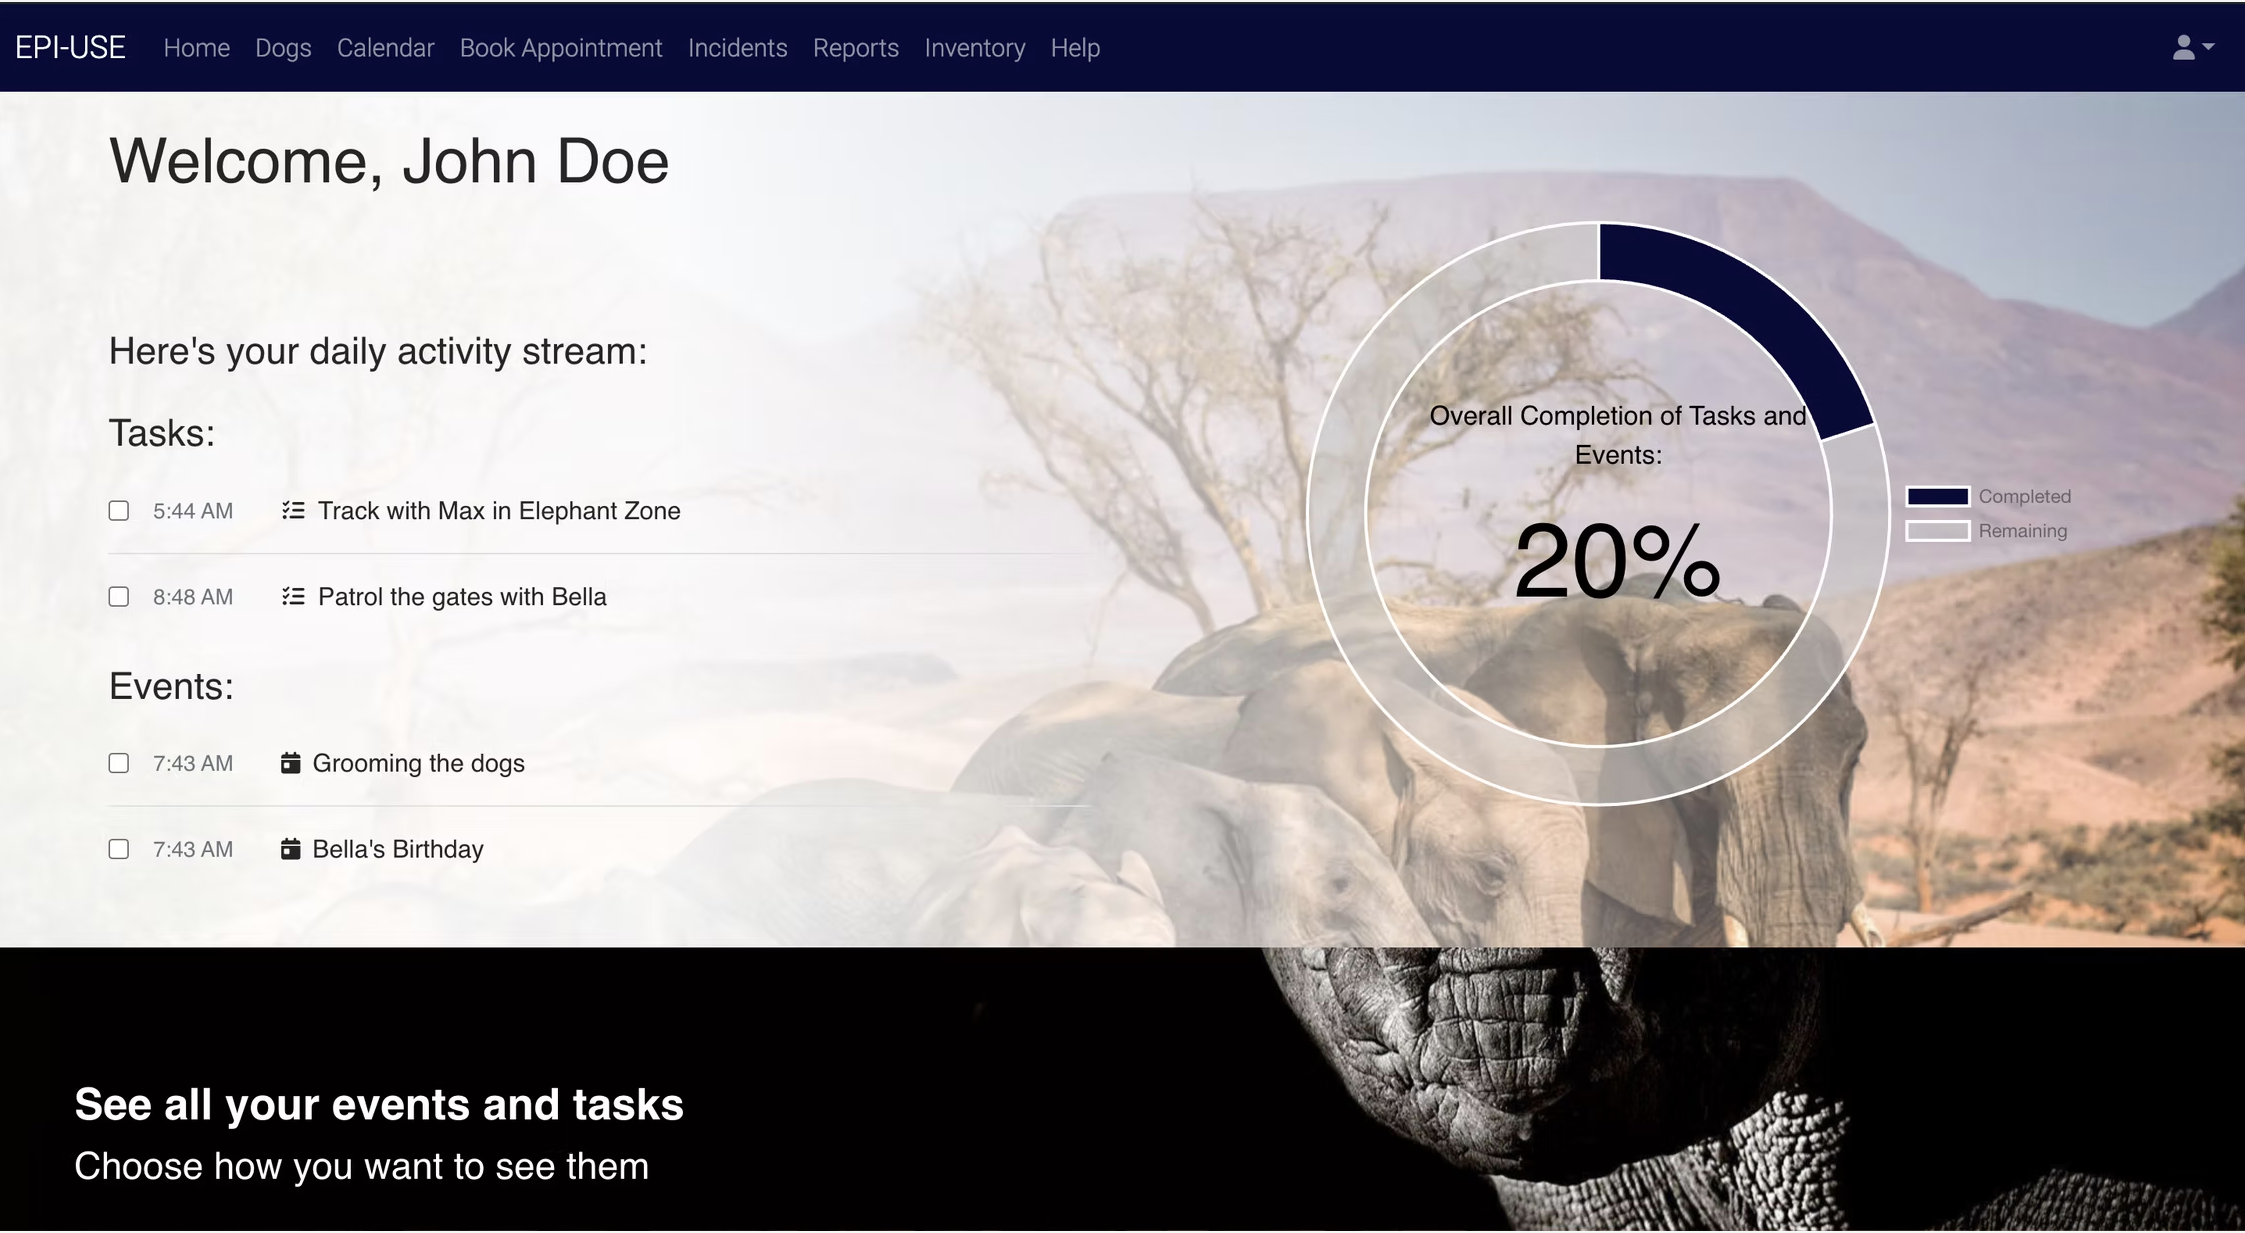 EPI-USE Home Dogs Calendar Book Appointment Incidents Reports Inventory Help
Welcome, John Doe
Here's your daily activity stream:
Tasks:
5:44 AM Track with Max in Elephant Zone
8:48 AM Patrol the gates with Bella
Events:
7:43 AM Grooming the dogs
7:43 AM Bella's Birthday
Overall Completion of Tasks and
Events:
20%
Completed
Remaining
See all your events and tasks
Choose how you want to see them